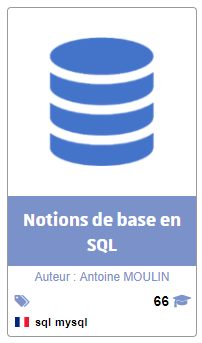 Notions de base en
SQL
Auteur : Antoine MOULIN
66
sql mysql